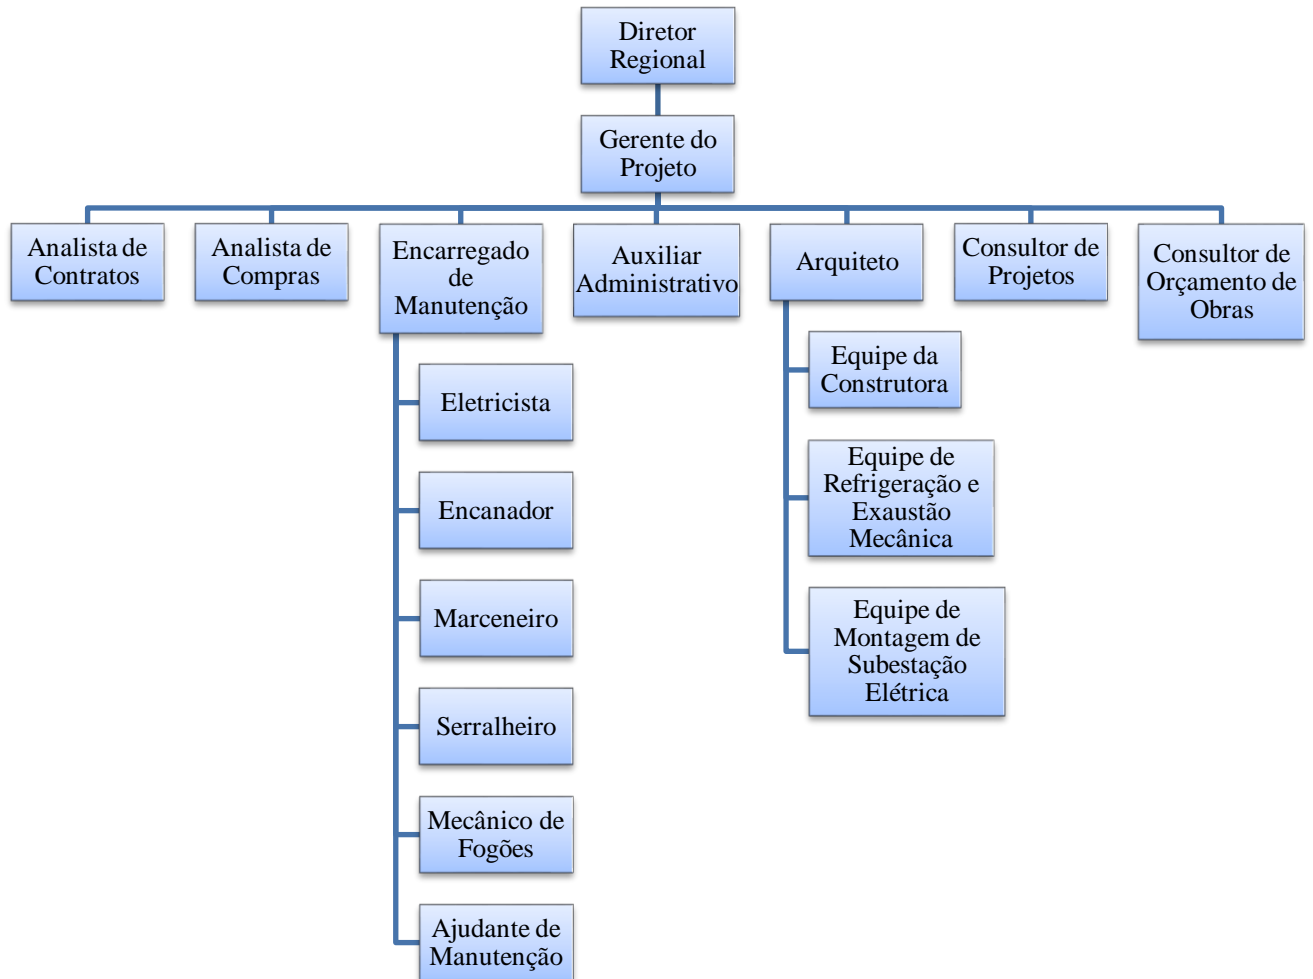 Diretor
Regional
Gerente do
Projeto
Analista de
Contratos
Analista de
Compras
Encarregado
de
Manutenção
Auxiliar
Administrativo
Arquiteto
Consultor de
Projetos
Consultor de
Orçamento de
Obras
Eletricista
Encanador
Marceneiro
Serralheiro
Mecânico de
Fogões
Ajudante de
Manutenção
Equipe da
Construtora
Equipe de
Refrigeração e
Exaustão
Mecânica
Equipe de
Montagem de
Subestação
Elétrica